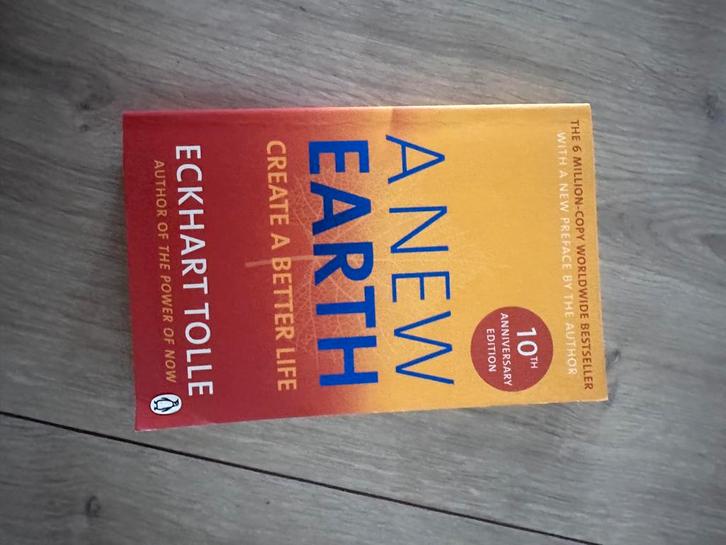 THE 6 MILLION-COPY WORLDWIDE BESTSELLER
WITH A NEW PREFACE BY THE AUTHOR
10TH
ANNIVERSARY
EDITION
A NEW
EARTH
CREATE A BETTER LIFE
ECKHART TOLLE
AUTHOR OF THE POWER OF NOW